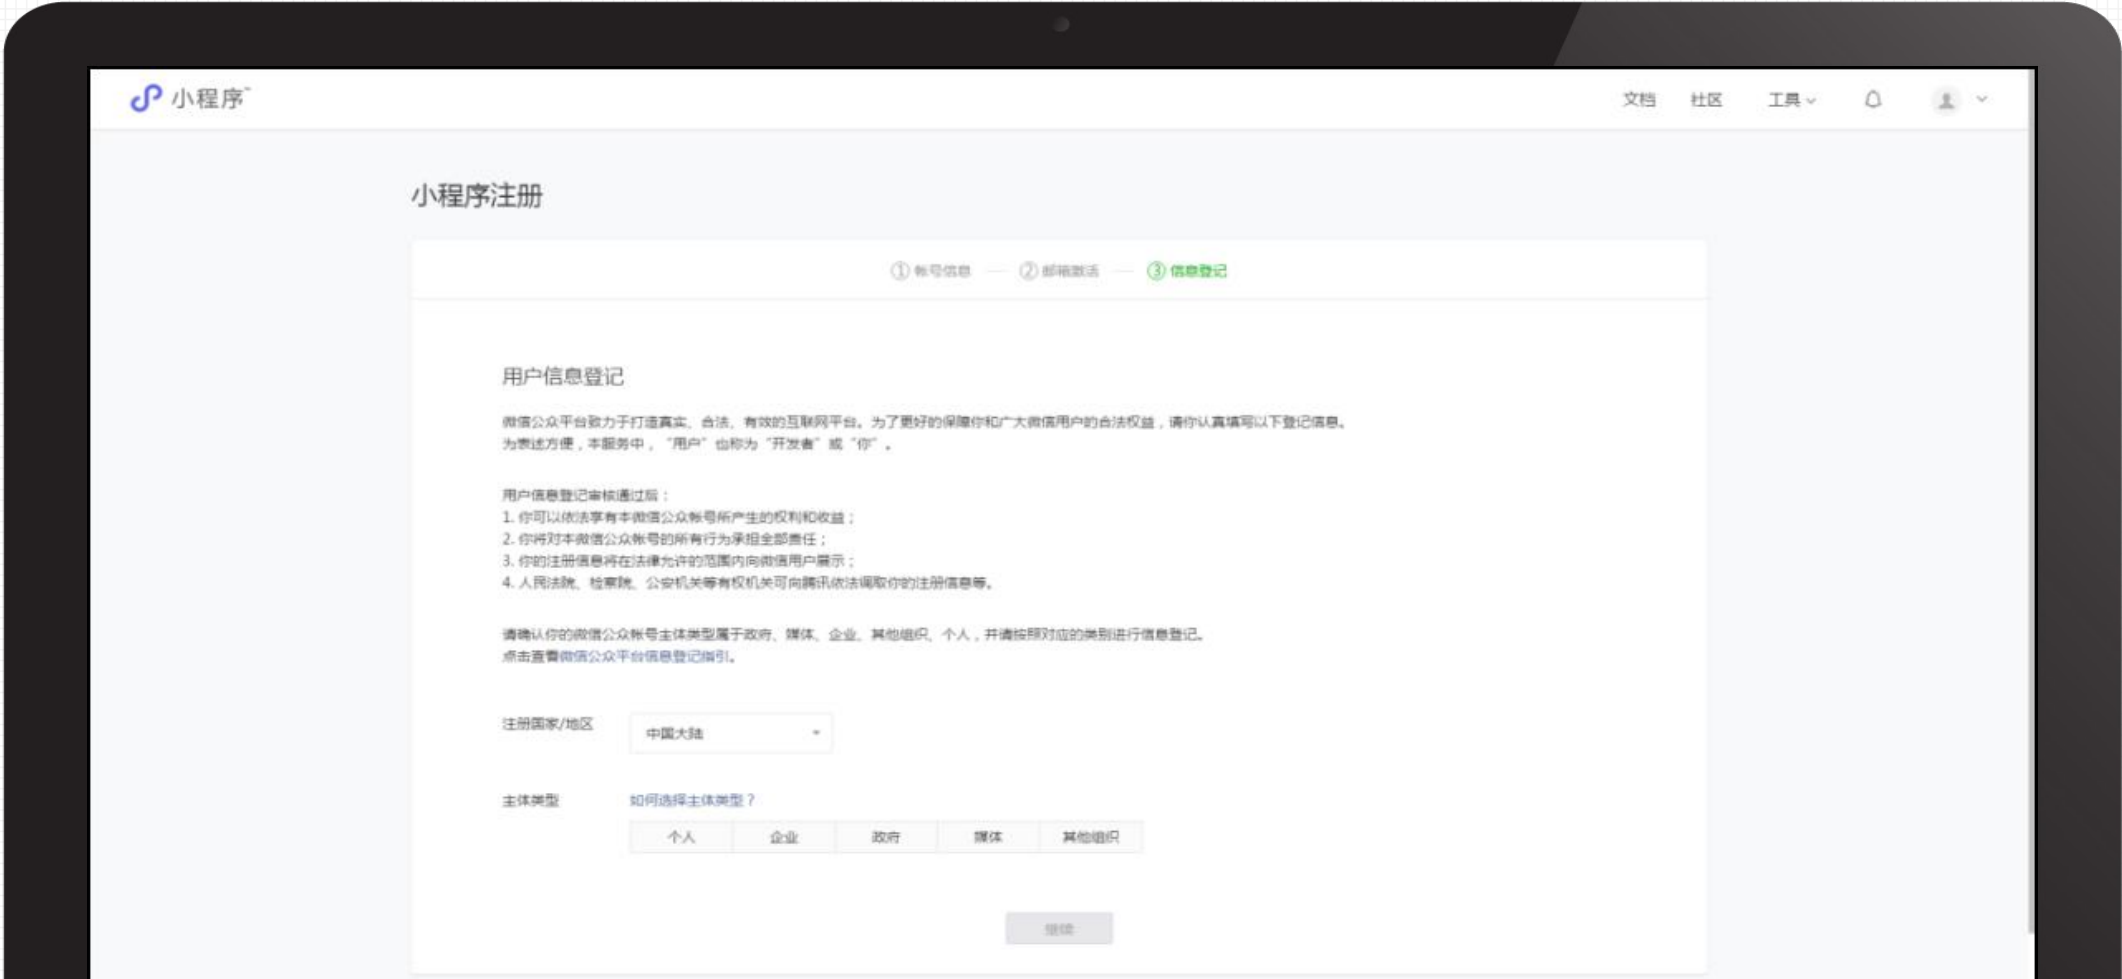 小程序
文档 社区 工具
小程序注册
① 帐号信息 — ② 邮箱激活 — ③ 信息登记
用户信息登记
微信公众平台致力于打造真实、合法、有效的互联网平台。为了更好的保障你和广大微信用户的合法权益，请你认真填写以下登记信息。
为表述方便，本服务中，“用户”也称为“开发者”或“你”。
用户信息登记审核通过后：
1. 你可以依法享有本微信公众帐号所产生的权利和收益；
2. 你将对本微信公众帐号的所有行为承担全部责任；
3. 你的注册信息将在法律允许的范围内向微信用户展示；
4. 人民法院、检察院、公安机关等有权机关可向腾讯依法调取你的注册信息等。
请确认你的微信公众帐号主体类型属于政府、媒体、企业、其他组织、个人，并请按照对应的类别进行信息登记。
点击查看微信公众平台信息登记指引。
注册国家/地区 中国大陆
主体类型 如何选择主体类型？
个人 企业 政府 媒体 其他组织
继续